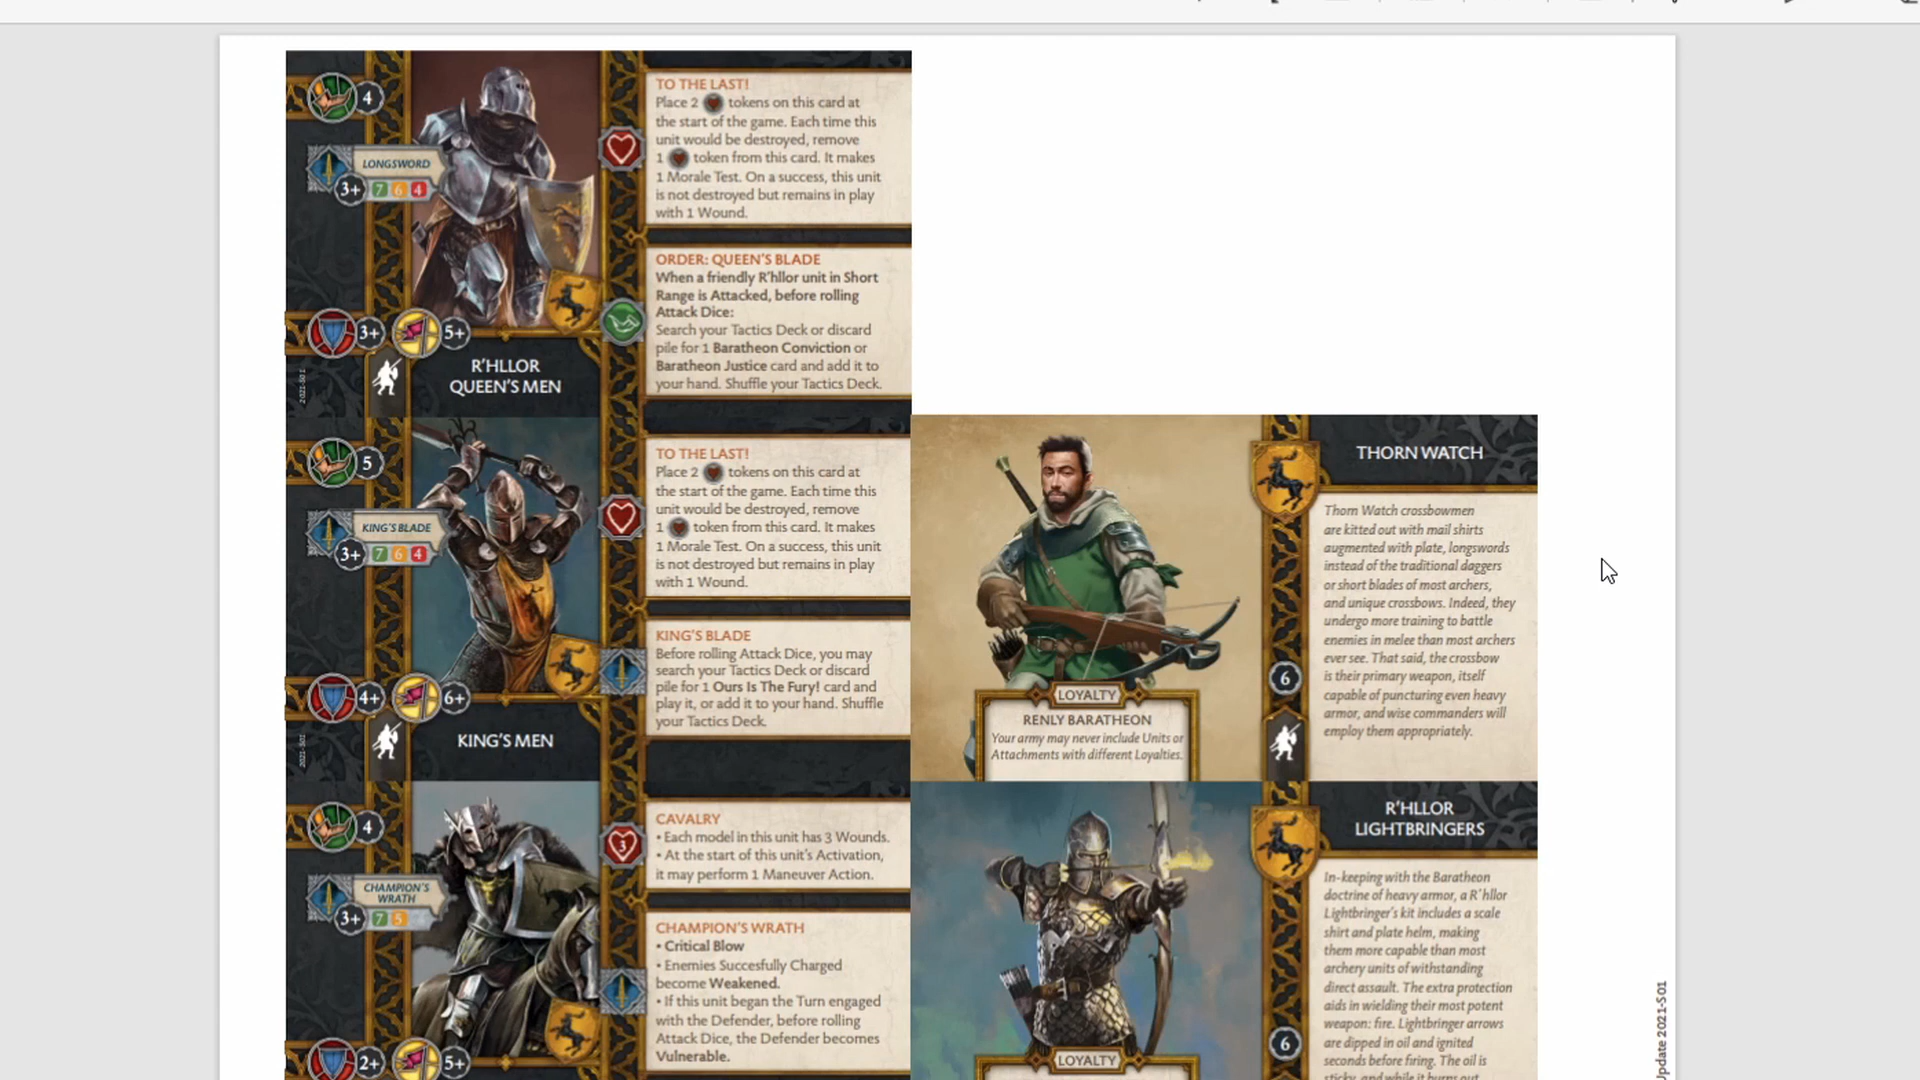 4
LONGSWORD
3+ 7 6 4
3+ 5+
R'HLLOR
QUEEN'S MEN
2021-S01
TO THE LAST!
Place 2 tokens on this card at
the start of the game. Each time this
unit would be destroyed, remove
1 token from this card. It makes
1 Morale Test. On a success, this unit
is not destroyed but remains in play
with 1 Wound.
ORDER: QUEEN'S BLADE
When a friendly R'hllor unit in Short
Range is Attacked, before rolling
Attack Dice:
Search your Tactics Deck or discard
pile for 1 Baratheon Conviction or
Baratheon Justice card and add it to
your hand. Shuffle your Tactics Deck.
5
KING'S BLADE
3+ 7 6 4
4+ 6+
KING'S MEN
2021-S01
TO THE LAST!
Place 2 tokens on this card at
the start of the game. Each time this
unit would be destroyed, remove
1 token from this card. It makes
1 Morale Test. On a success, this unit
is not destroyed but remains in play
with 1 Wound.
KING'S BLADE
Before rolling Attack Dice, you may
search your Tactics Deck or discard
pile for 1 Ours Is The Fury! card and
play it, or add it to your hand. Shuffle
your Tactics Deck.
THORN WATCH
Thorn Watch crossbowmen
are kitted out with mail shirts
augmented with plate, longswords
instead of the traditional daggers
or short blades of most archers,
and unique crossbows. Indeed, they
undergo more training to battle
enemies in melee than most archers
ever see. That said, the crossbow
is their primary weapon, itself
capable of puncturing even heavy
armor, and wise commanders will
employ them appropriately.
6
LOYALTY
RENLY BARATHEON
Your army may never include Units or
Attachments with different Loyalties.
4
CHAMPION'S
WRATH
3+ 7 5
2+ 5+
CAVALRY
• Each model in this unit has 3 Wounds.
• At the start of this unit's Activation,
it may perform 1 Maneuver Action.
3
CHAMPION'S WRATH
• Critical Blow
• Enemies Succesfully Charged
become Weakened.
• If this unit began the Turn engaged
with the Defender, before rolling
Attack Dice, the Defender becomes
Vulnerable.
R'HLLOR
LIGHTBRINGERS
In-keeping with the Baratheon
doctrine of heavy armor, a R'hllor
Lightbringer's kit includes a scale
shirt and plate helm, making
them more capable than most
archery units of withstanding
direct assault. The extra protection
aids in wielding their most potent
weapon: fire. Lightbringer arrows
are dipped in oil and ignited
seconds before firing. The oil is
sticky, and while it burns out
6
LOYALTY
Update 2021-S01